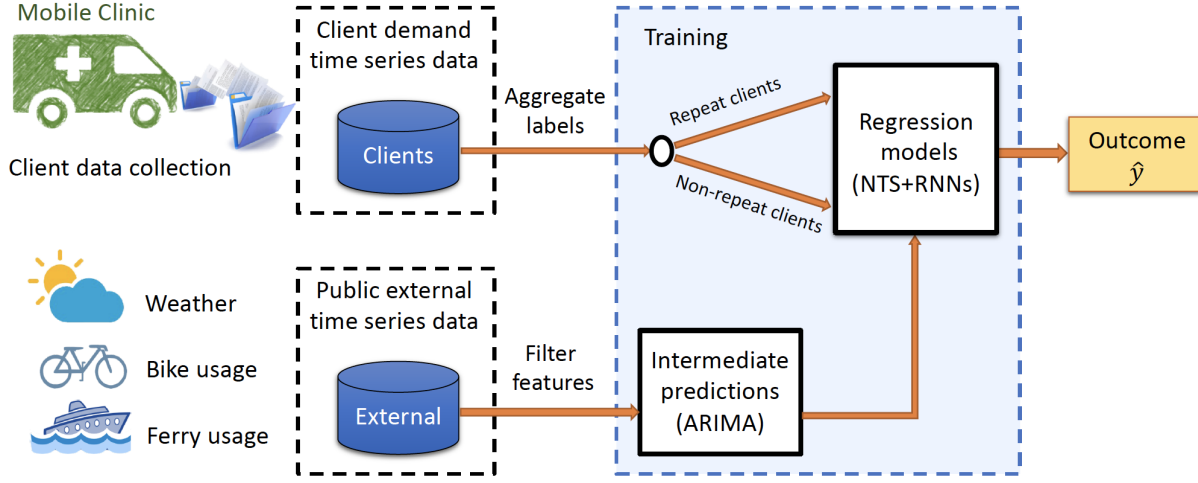 Mobile Clinic
Client data collection
Client demand
time series data
Clients
Aggregate
labels
Training
Repeat clients
Non-repeat clients
Regression
models
(NTS+RNNs)
Outcome
ŷ
Weather
Bike usage
Ferry usage
Public external
time series data
External
Filter
features
Intermediate
predictions
(ARIMA)